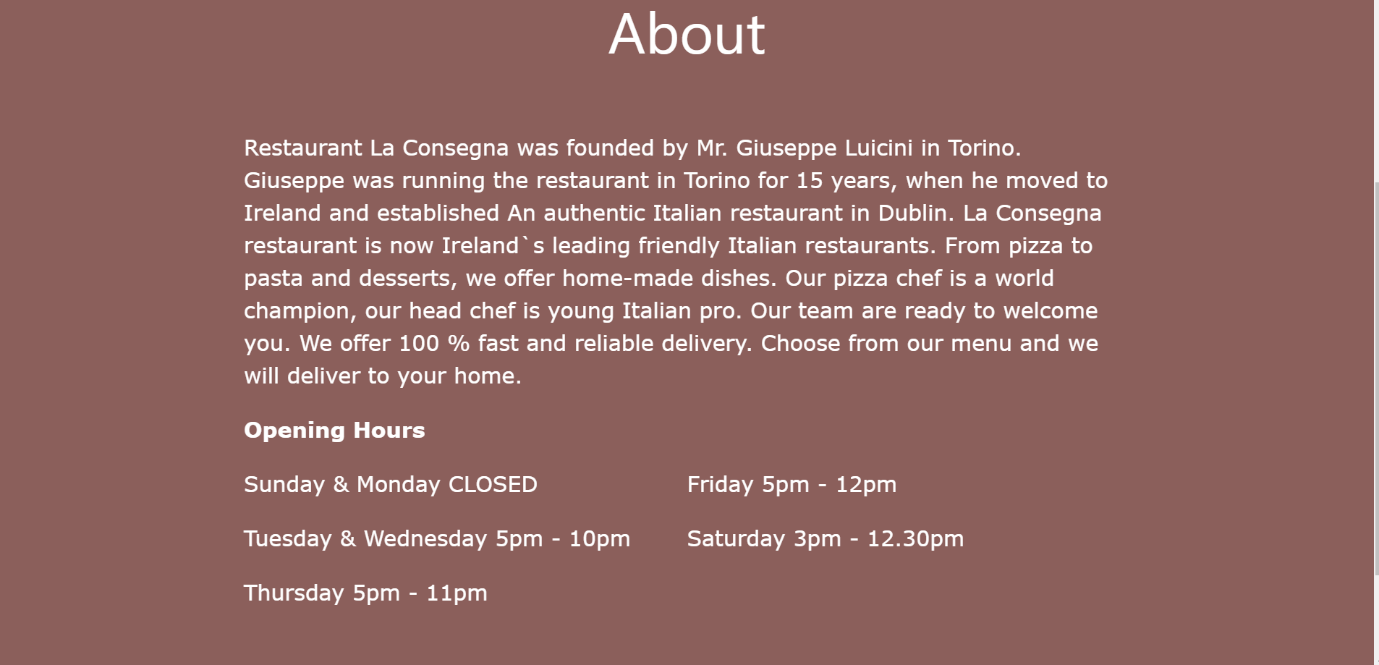 About
Restaurant La Consegna was founded by Mr. Giuseppe Luicini in Torino.
Giuseppe was running the restaurant in Torino for 15 years, when he moved to
Ireland and established An authentic Italian restaurant in Dublin. La Consegna
restaurant is now Ireland`s leading friendly Italian restaurants. From pizza to
pasta and desserts, we offer home-made dishes. Our pizza chef is a world
champion, our head chef is young Italian pro. Our team are ready to welcome
you. We offer 100 % fast and reliable delivery. Choose from our menu and we
will deliver to your home.
Opening Hours
Sunday & Monday CLOSED
Tuesday & Wednesday 5pm - 10pm
Thursday 5pm - 11pm
Friday 5pm - 12pm
Saturday 3pm - 12.30pm